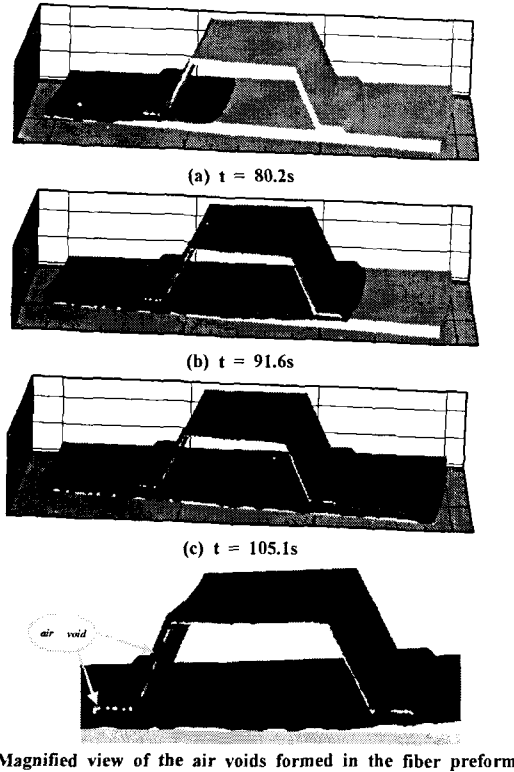 (a) t = 80.2s
(b) t = 91.6s
(c) t = 105.1s
air void
Magnified view of the air voids formed in the fiber preform